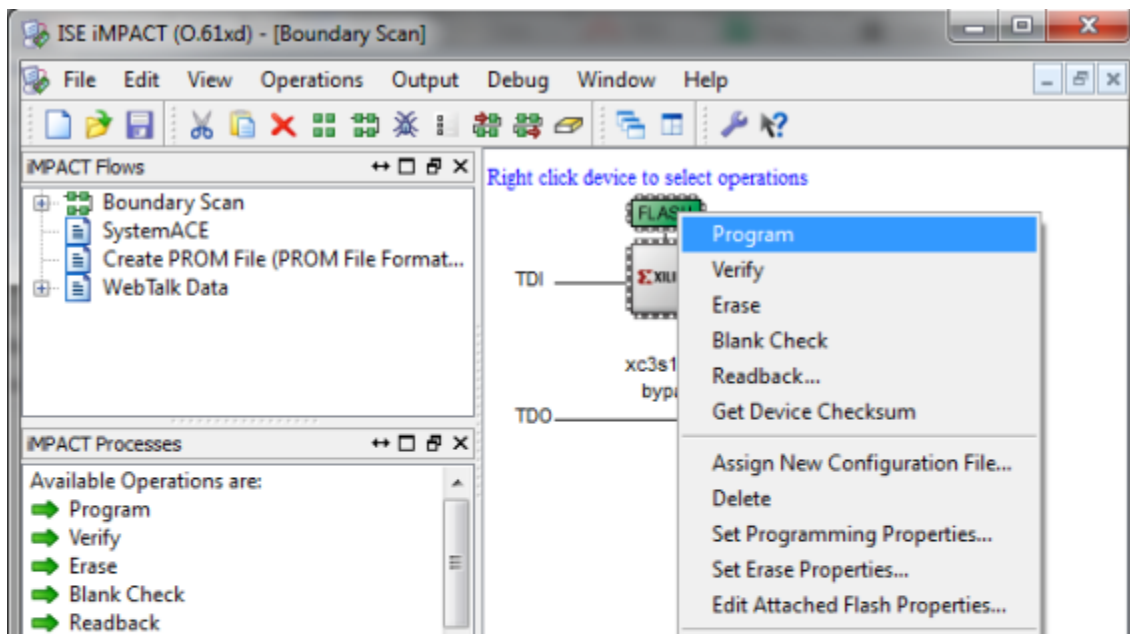 ISE iMPACT (O.61xd) - [Boundary Scan]
File Edit View Operations Output Debug Window Help
iMPACT Flows
Boundary Scan
SystemACE
Create PROM File (PROM File Format...
WebTalk Data
Right click device to select operations
FLASH
TDI
XILI
xc3s1
bypa
TDO
Program
Verify
Erase
Blank Check
Readback...
Get Device Checksum
Assign New Configuration File...
Delete
Set Programming Properties...
Set Erase Properties...
Edit Attached Flash Properties...
iMPACT Processes
Available Operations are:
Program
Verify
Erase
Blank Check
Readback